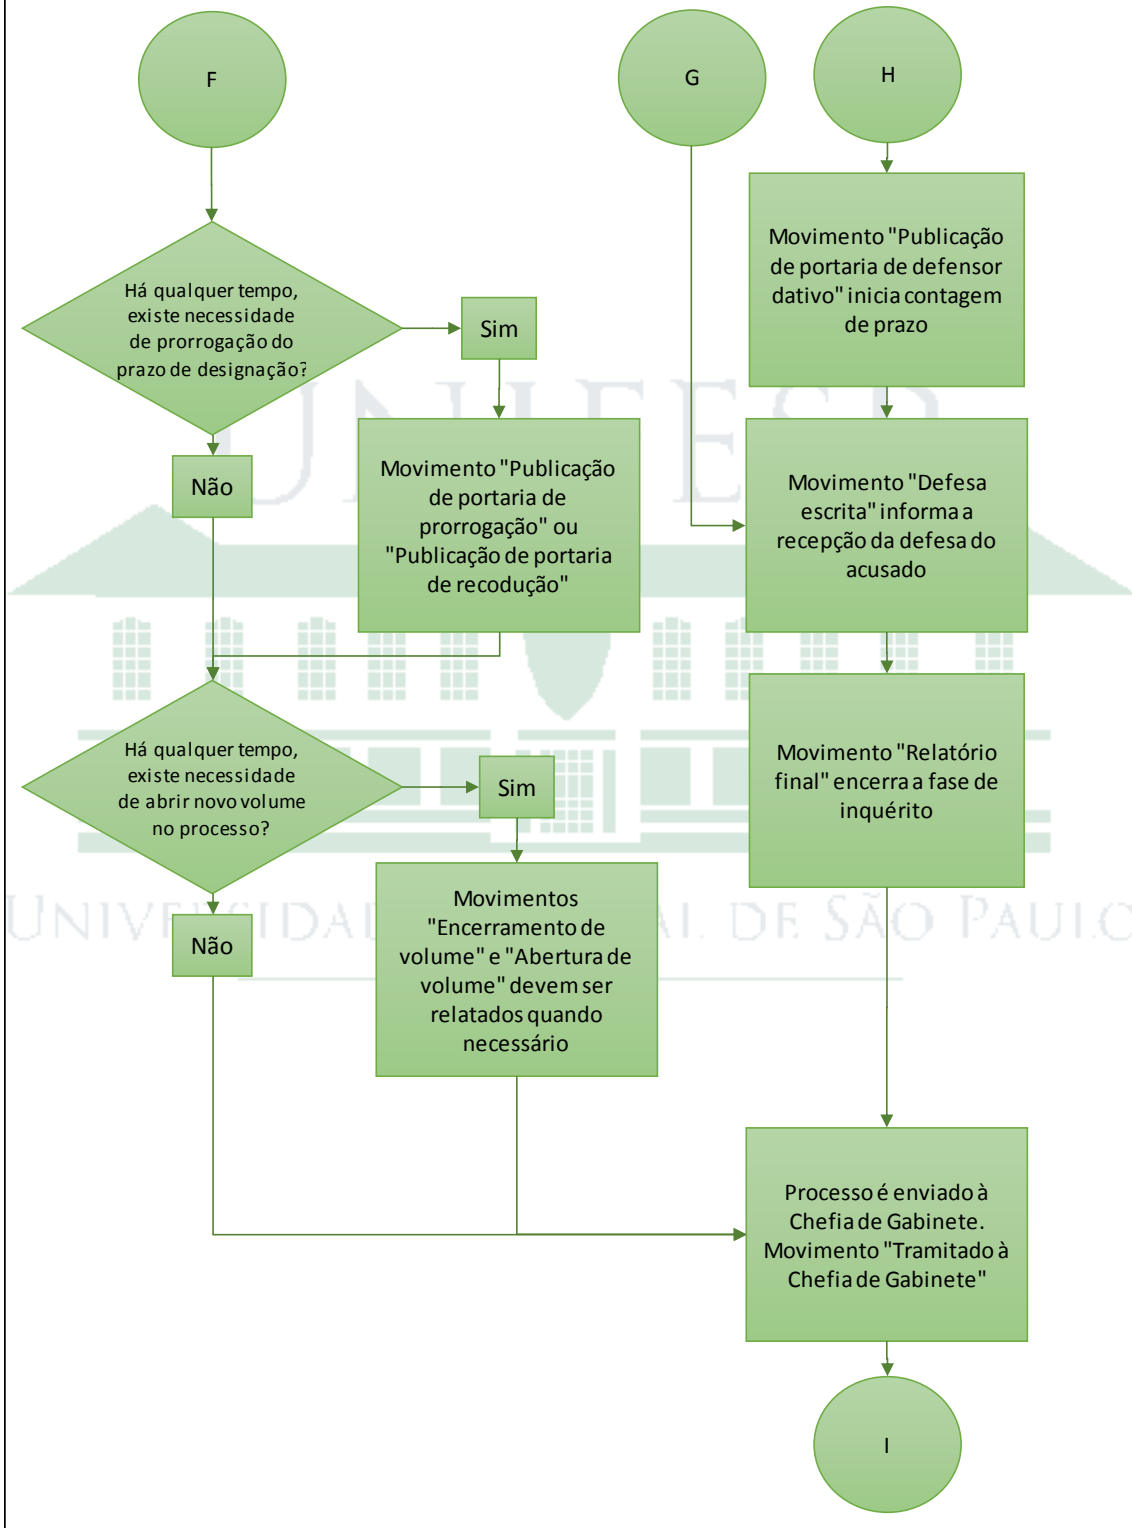 F
G
H
Movimento "Publicação
de portaria de defensor
dativo" inicia contagem
de prazo
Há qualquer tempo,
existe necessidade
de prorrogação do
prazo de designação?
Sim
Não
Movimento "Publicação
de portaria de
prorrogação" ou
"Publicação de portaria
de recodução"
Movimento "Defesa
escrita" informa a
recepção da defesa do
acusado
Há qualquer tempo,
existe necessidade
de abrir novo volume
no processo?
Sim
Não
Movimentos
"Encerramento de
volume" e "Abertura de
volume" devem ser
relatados quando
necessário
Movimento "Relatório
final" encerra a fase de
inquérito
Processo é enviado à
Chefia de Gabinete.
Movimento "Tramitado à
Chefia de Gabinete"
I
UNIFESP
DE SÃO PAULO